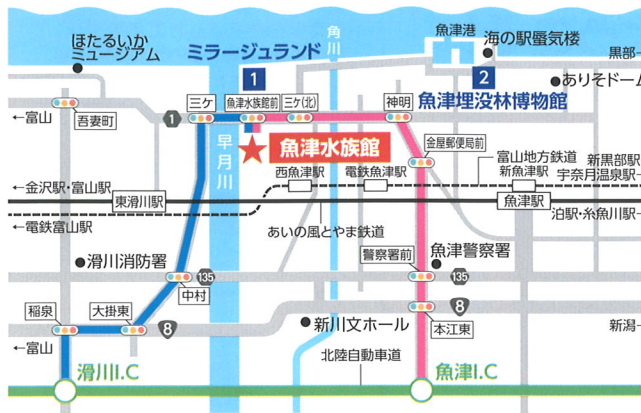 ほたるいか
ミュージアム
ミラージュランド
角川
魚津港
海の駅蜃気楼
黒部→
1
2
ありそドーム
←富山
吾妻町
1
三ケ
魚津水族館前
三ケ(北)
神明
魚津埋没林博物館
早月川
魚津水族館
金屋郵便局前
富山地方鉄道
新黒部駅
宇奈月温泉駅→
西魚津駅
電鉄魚津駅
新魚津駅
←金沢駅・富山駅
東滑川駅
魚津駅
←電鉄富山駅
あいの風とやま鉄道
泊駅・糸魚川駅→
滑川消防署
135
中村
警察署前
魚津警察署
135
稲泉
大掛東
8
新川文ホール
本江東
8
←富山
新潟→
北陸自動車道
滑川I.C
魚津I.C